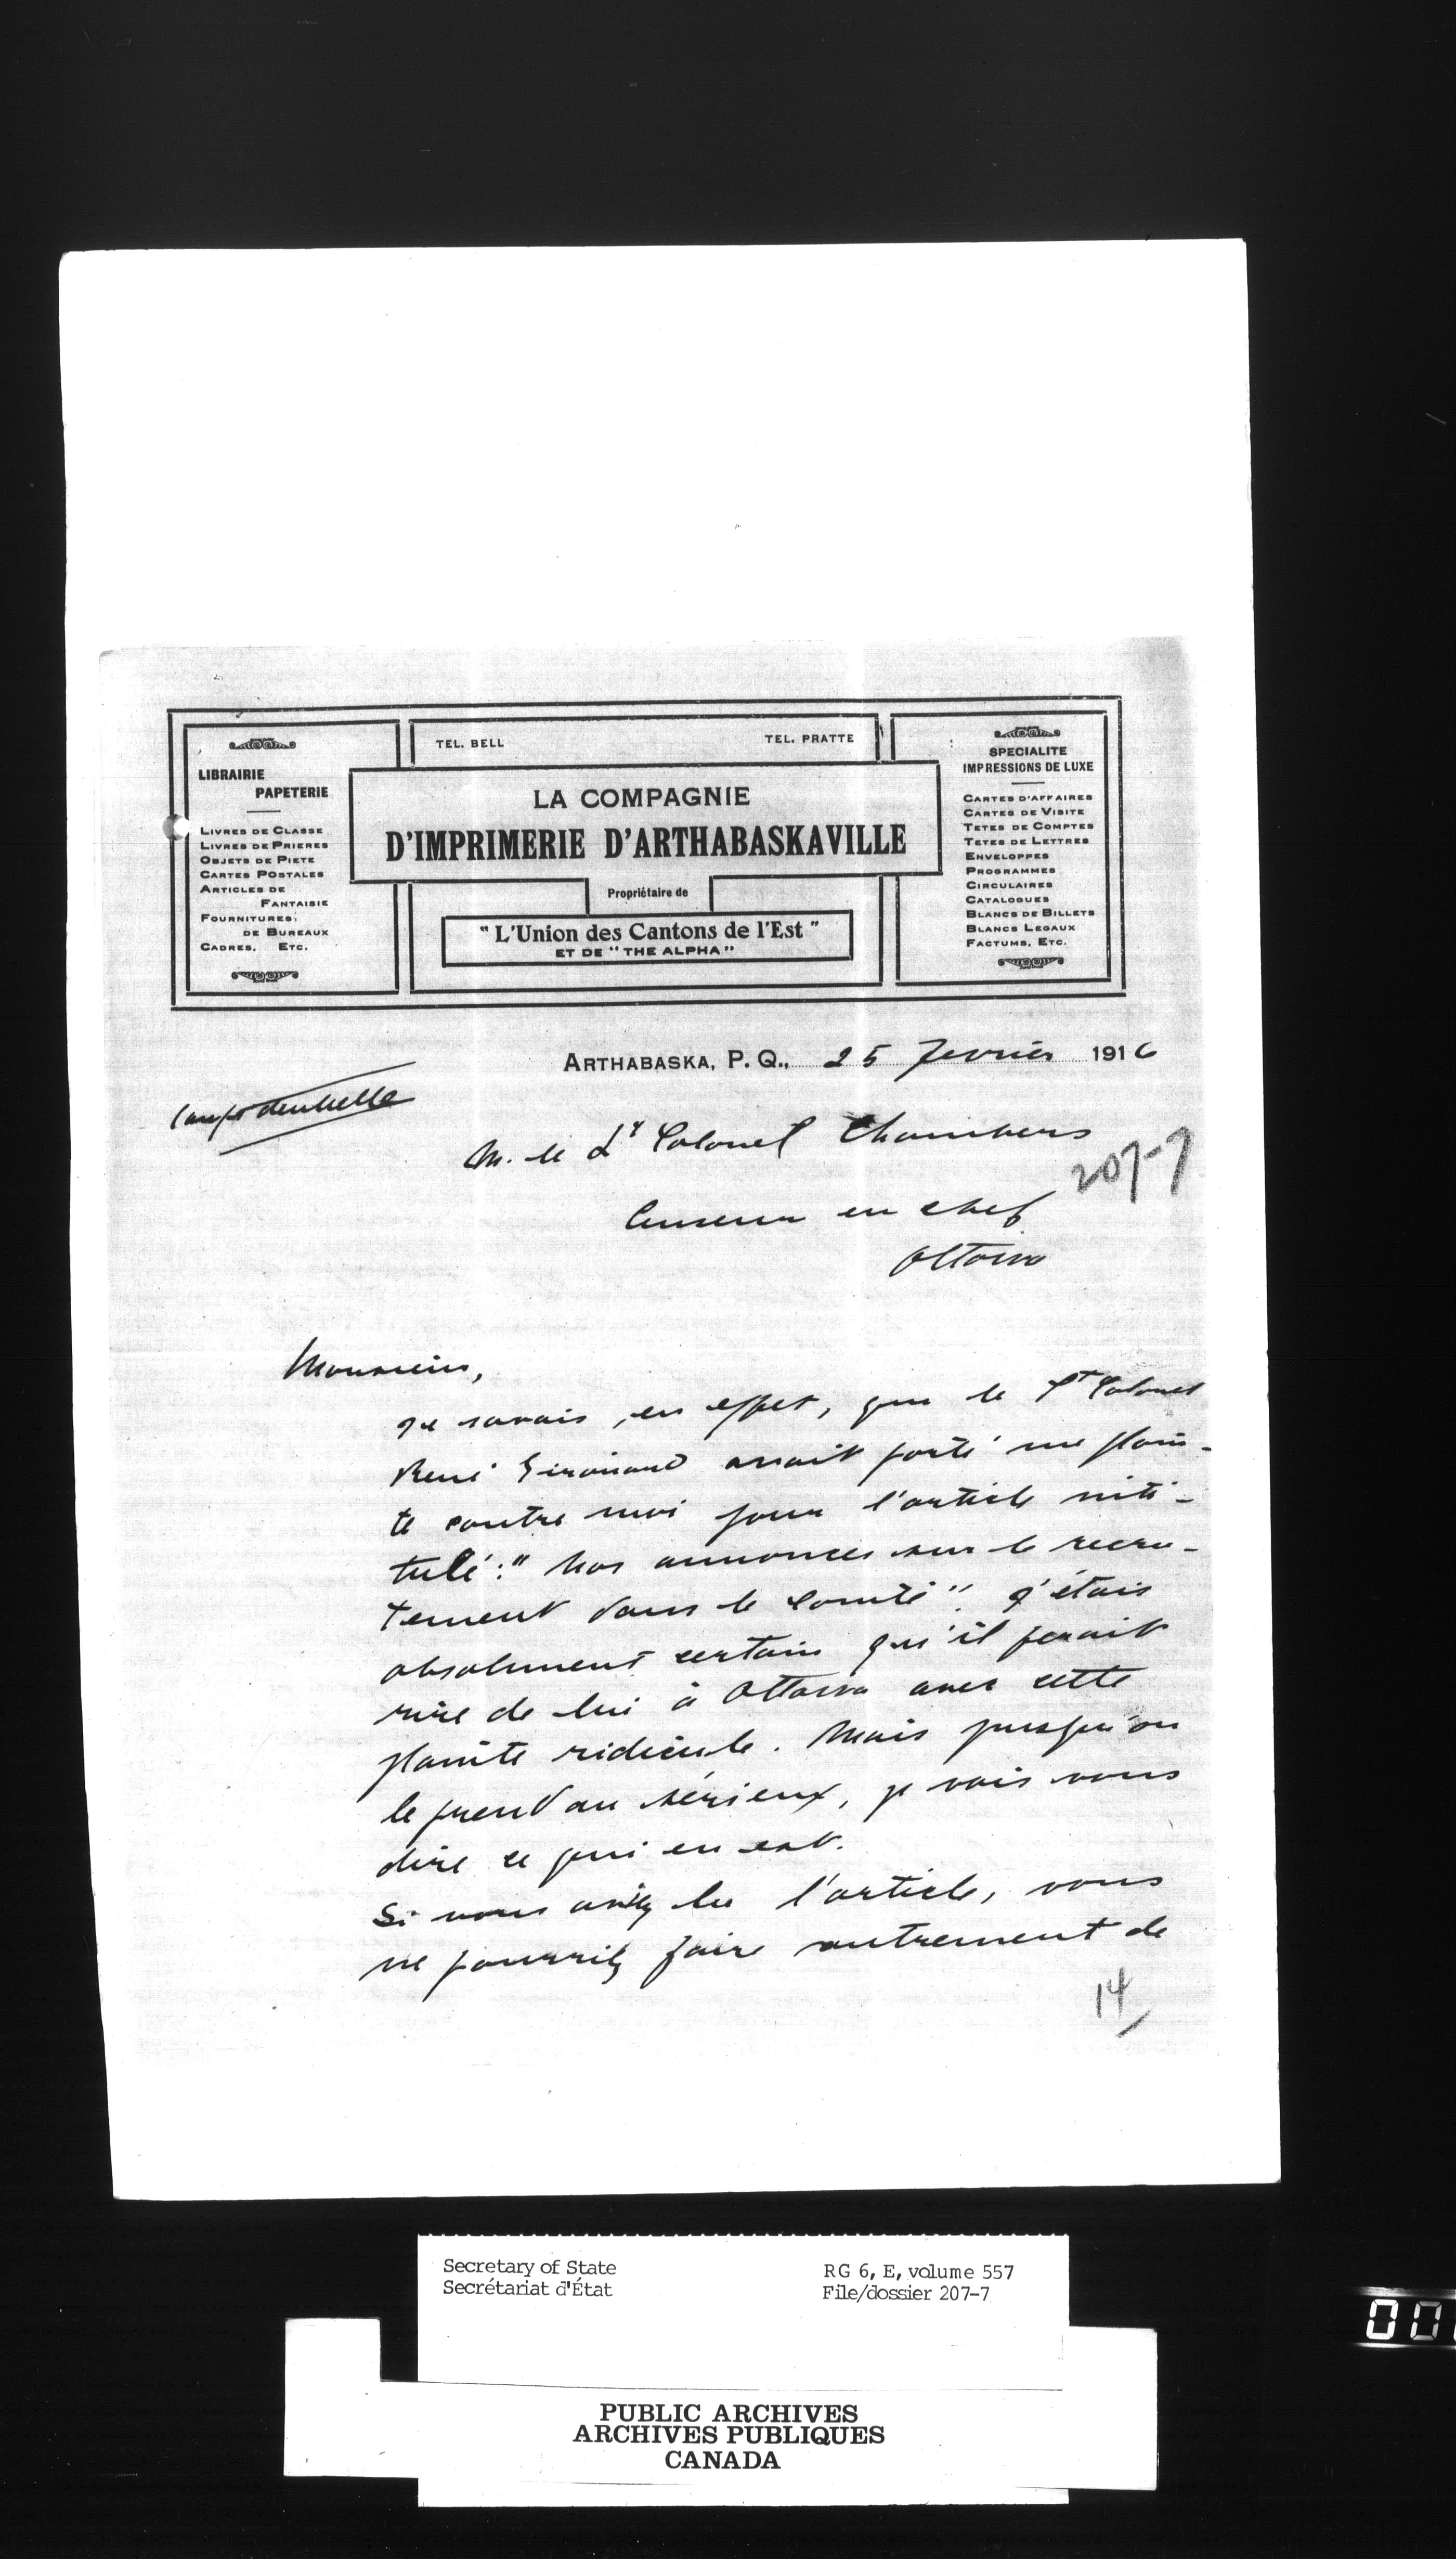 TEL. BELL
TEL. PRATTE
LIBRAIRIE
PAPETERIE
LIVRES DE CLASSE
LIVRES DE PRIERES
OBJETS DE PIETE
CARTES POSTALES
ARTICLES DE
FANTAISIE
FOURNITURES
DE BUREAUX
CADRES, ETC.
LA COMPAGNIE
D'IMPRIMERIE D'ARTHABASKAVILLE
Propriétaire de
"L'Union des Cantons de l'Est"
ET DE "THE ALPHA"
SPECIALITE
IMPRESSIONS DE LUXE
CARTES D'AFFAIRES
CARTES DE VISITE
TETES DE COMPTES
TETES DE LETTRES
ENVELOPPES
PROGRAMMES
CIRCULAIRES
CATALOGUES
BLANCS DE BILLETS
BLANCS LEGAUX
FACTUMS, ETC.
ARTHABASKA, P. Q., 25 fevrier 1916
Confidentielle
M. le Lt Colonel Chambers
207-7
Censeur en chef
Ottawa
Monsieur,
Je savais, en effet, que le Lt Colonel
René Girouard avait porté une plain-
te contre moi pour l'article inti-
tulé: "Nos annonces sur le recru-
tement dans le comté". J'étais
absolument certain qu'il ferait
rire de lui à Ottawa avec cette
plainte ridicule. Mais puisqu'on
le prend au sérieux, je vais vous
dire ce qui en est.
Si vous aviez lu l'article, vous
ne pourriez faire autrement de
14
Secretary of State
Secrétariat d'État
RG 6, E, volume 557
File/dossier 207-7
PUBLIC ARCHIVES
ARCHIVES PUBLIQUES
CANADA